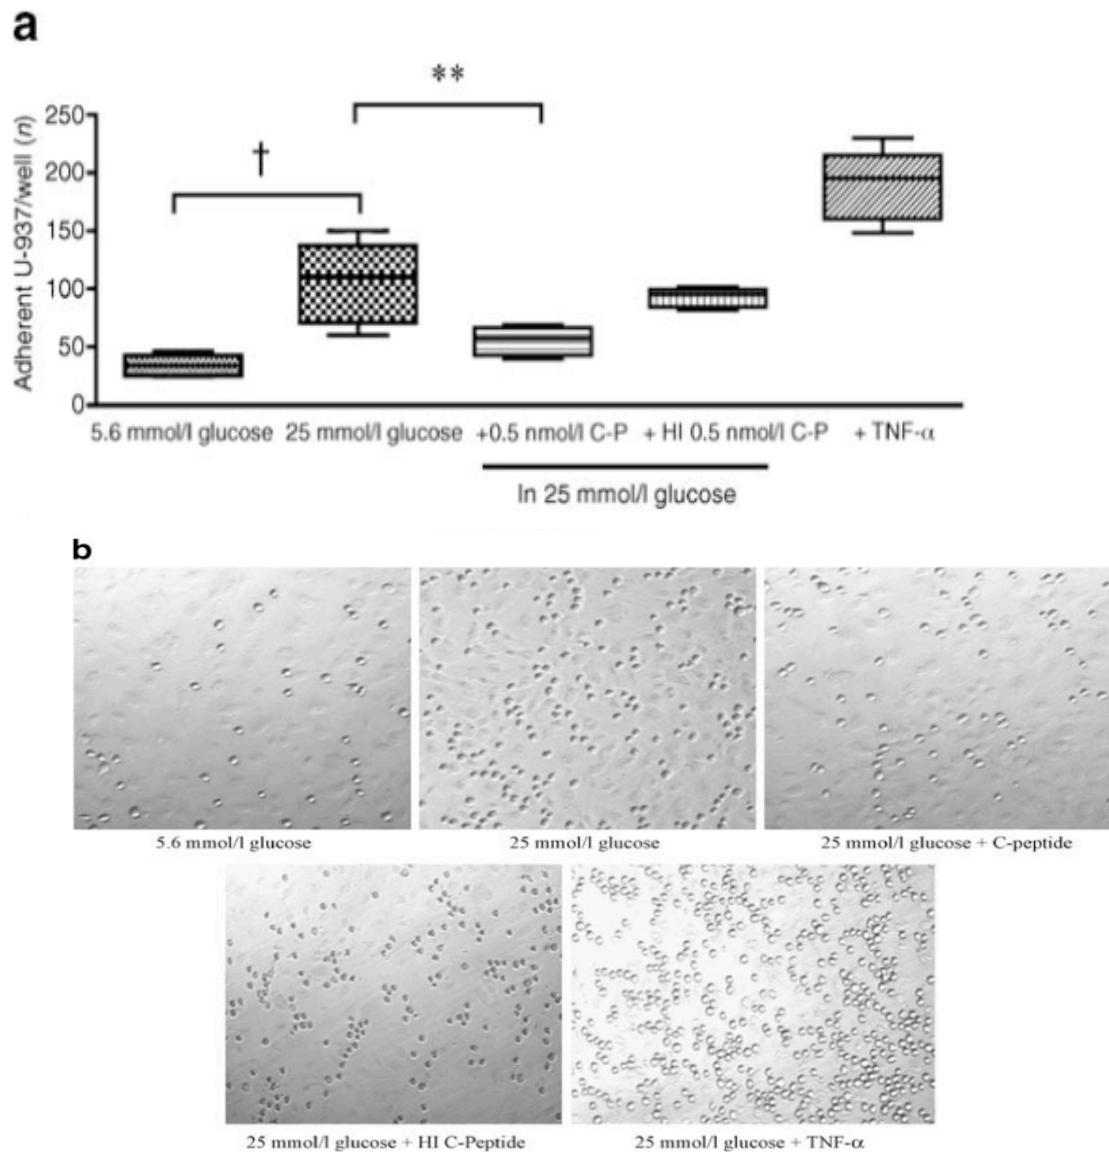 a
**
†
250
200
150
100
50
0
Adherent U-937/well (n)
5.6 mmol/l glucose 25 mmol/l glucose +0.5 nmol/l C-P + HI 0.5 nmol/l C-P + TNF-α
In 25 mmol/l glucose
b
5.6 mmol/l glucose 25 mmol/l glucose 25 mmol/l glucose + C-peptide
25 mmol/l glucose + HI C-Peptide 25 mmol/l glucose + TNF-α